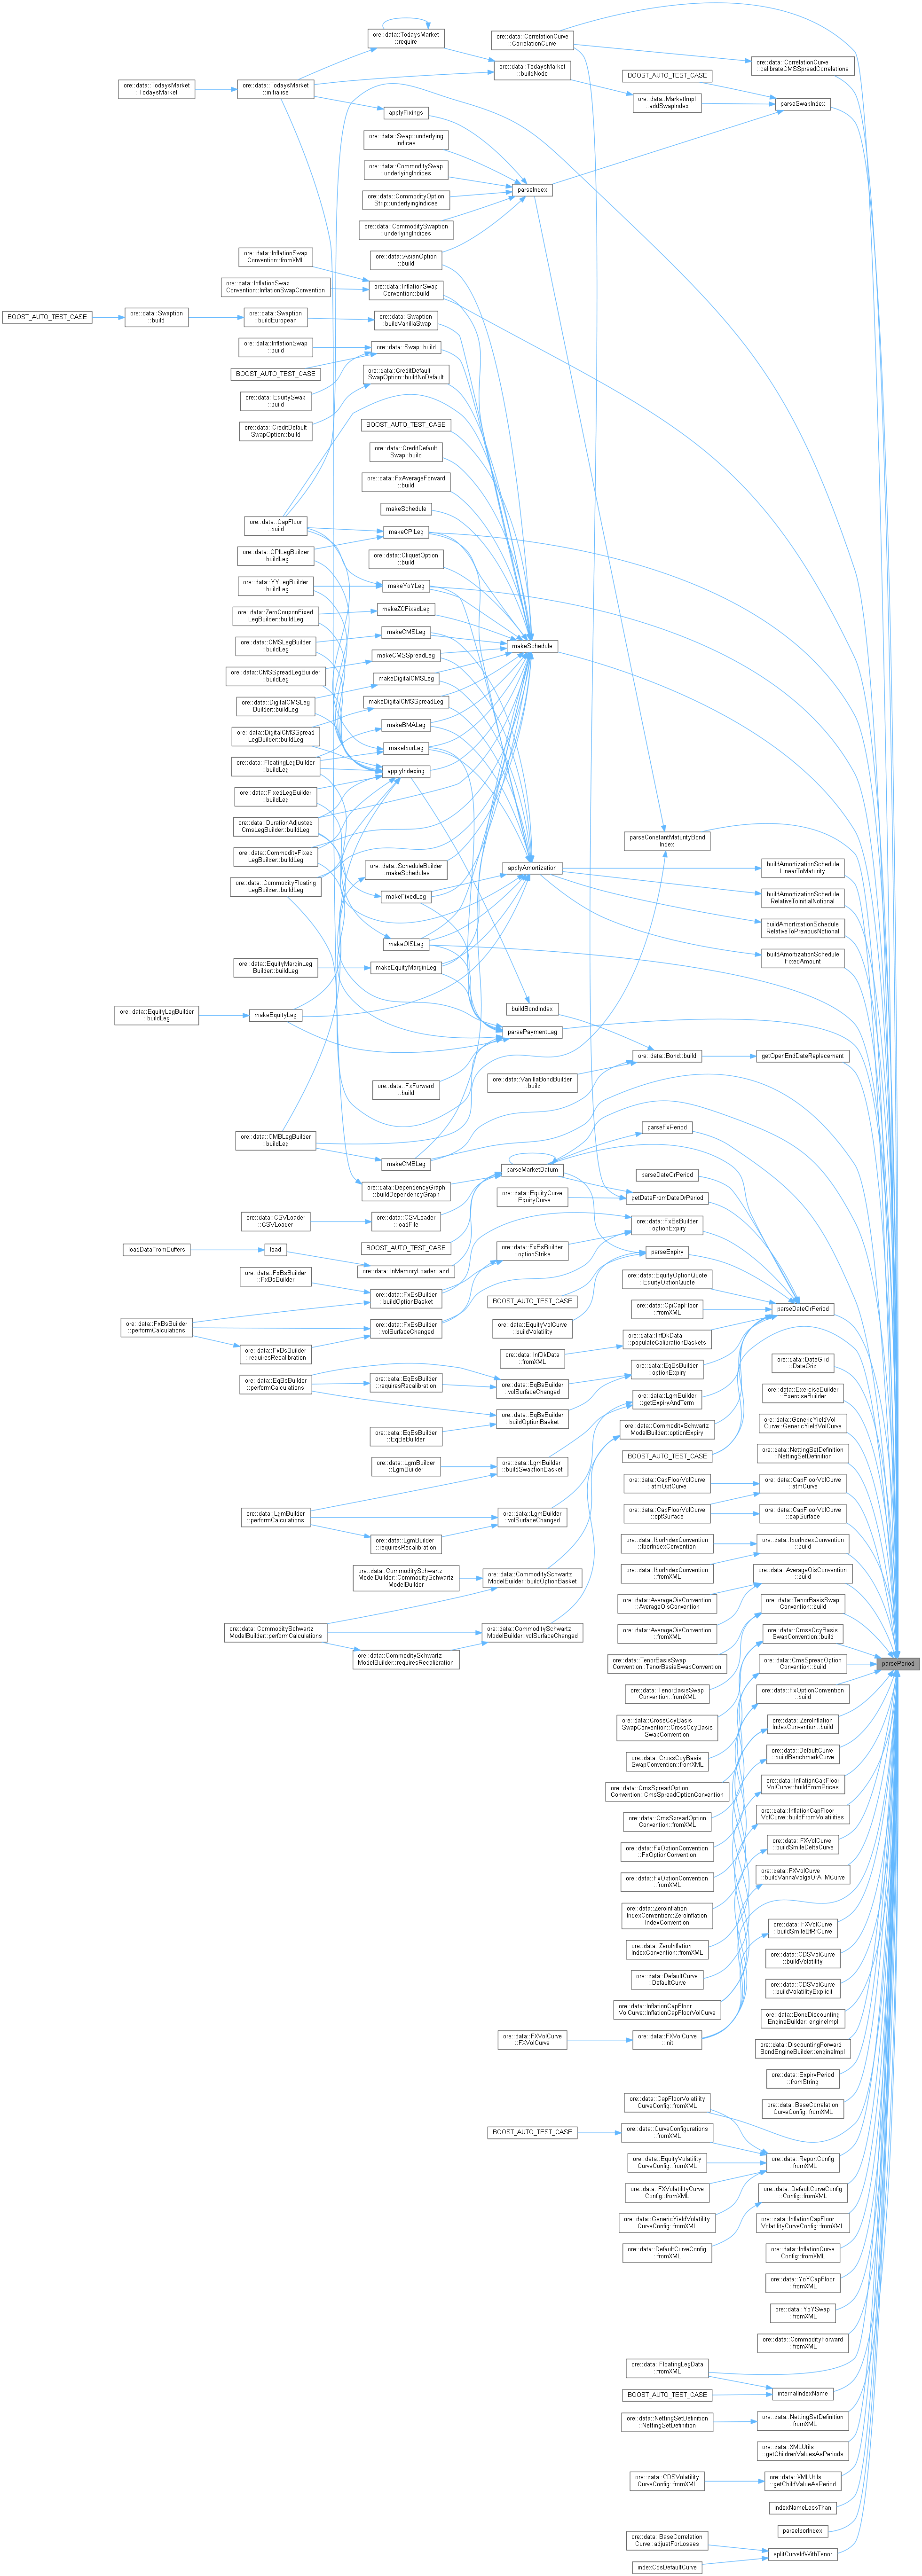 ore::data::TodaysMarket
::require
ore::data::CorrelationCurve
::CorrelationCurve
ore::data::CorrelationCurve
::calibrateCMSSpreadCorrelations
ore::data::TodaysMarket
::buildNode
BOOST_AUTO_TEST_CASE
ore::data::TodaysMarket
::TodaysMarket
ore::data::TodaysMarket
::initialise
ore::data::MarketImpl
::addSwapIndex
parseSwapIndex
applyFixings
ore::data::Swap::underlying
Indices
ore::data::CommoditySwap
::underlyingIndices
parseIndex
ore::data::CommodityOption
Strip::underlyingIndices
ore::data::CommoditySwaption
::underlyingIndices
ore::data::InflationSwap
Convention::fromXML
ore::data::AsianOption
::build
ore::data::InflationSwap
Convention::InflationSwapConvention
ore::data::InflationSwap
Convention::build
BOOST_AUTO_TEST_CASE
ore::data::Swaption
::build
ore::data::Swaption
::buildEuropean
ore::data::Swaption
::buildVanillaSwap
ore::data::InflationSwap
::build
ore::data::Swap::build
BOOST_AUTO_TEST_CASE
ore::data::CreditDefault
SwapOption::buildNoDefault
ore::data::EquitySwap
::build
ore::data::CreditDefault
SwapOption::build
BOOST_AUTO_TEST_CASE
ore::data::CreditDefault
Swap::build
ore::data::FxAverageForward
::build
makeSchedule
ore::data::CapFloor
::build
makeCPILeg
ore::data::CPILegBuilder
::buildLeg
ore::data::CliquetOption
::build
ore::data::YYLegBuilder
::buildLeg
makeYoYLeg
ore::data::ZeroCouponFixed
LegBuilder::buildLeg
makeZCFixedLeg
ore::data::CMSLegBuilder
::buildLeg
makeCMSLeg
makeSchedule
ore::data::CMSSpreadLegBuilder
::buildLeg
makeCMSSpreadLeg
makeDigitalCMSLeg
ore::data::DigitalCMSLeg
Builder::buildLeg
makeDigitalCMSSpreadLeg
ore::data::DigitalCMSSpread
LegBuilder::buildLeg
makeBMALeg
makeIborLeg
ore::data::FloatingLegBuilder
::buildLeg
applyIndexing
ore::data::FixedLegBuilder
::buildLeg
ore::data::DurationAdjusted
CmsLegBuilder::buildLeg
parseConstantMaturityBond
Index
ore::data::CommodityFixed
LegBuilder::buildLeg
ore::data::ScheduleBuilder
::makeSchedules
applyAmortization
buildAmortizationSchedule
LinearToMaturity
ore::data::CommodityFloating
LegBuilder::buildLeg
makeFixedLeg
buildAmortizationSchedule
RelativeToInitialNotional
buildAmortizationSchedule
RelativeToPreviousNotional
makeOISLeg
buildAmortizationSchedule
FixedAmount
ore::data::EquityMarginLeg
Builder::buildLeg
makeEquityMarginLeg
ore::data::EquityLegBuilder
::buildLeg
makeEquityLeg
buildBondIndex
parsePaymentLag
ore::data::Bond::build
getOpenEndDateReplacement
ore::data::FxForward
::build
ore::data::VanillaBondBuilder
::build
ore::data::CMBLegBuilder
::buildLeg
parseFxPeriod
makeCMBLeg
parseMarketDatum
parseDateOrPeriod
ore::data::DependencyGraph
::buildDependencyGraph
ore::data::EquityCurve
::EquityCurve
getDateFromDateOrPeriod
ore::data::CSVLoader
::CSVLoader
ore::data::CSVLoader
::loadFile
ore::data::FxBsBuilder
::optionExpiry
loadDataFromBuffers
load
BOOST_AUTO_TEST_CASE
ore::data::FxBsBuilder
::optionStrike
parseExpiry
ore::data::InMemoryLoader::add
ore::data::FxBsBuilder
::FxBsBuilder
ore::data::EquityOptionQuote
::EquityOptionQuote
ore::data::FxBsBuilder
::buildOptionBasket
BOOST_AUTO_TEST_CASE
ore::data::CpiCapFloor
::fromXML
parseDateOrPeriod
ore::data::FxBsBuilder
::performCalculations
ore::data::FxBsBuilder
::volSurfaceChanged
ore::data::EquityVolCurve
::buildVolatility
ore::data::InfDkData
::populateCalibrationBaskets
ore::data::FxBsBuilder
::requiresRecalibration
ore::data::InfDkData
::fromXML
ore::data::EqBsBuilder
::optionExpiry
ore::data::DateGrid
::DateGrid
ore::data::EqBsBuilder
::performCalculations
ore::data::EqBsBuilder
::requiresRecalibration
ore::data::EqBsBuilder
::volSurfaceChanged
ore::data::LgmBuilder
::getExpiryAndTerm
ore::data::ExerciseBuilder
::ExerciseBuilder
ore::data::EqBsBuilder
::EqBsBuilder
ore::data::EqBsBuilder
::buildOptionBasket
ore::data::CommoditySchwartz
ModelBuilder::optionExpiry
ore::data::GenericYieldVol
Curve::GenericYieldVolCurve
ore::data::LgmBuilder
::LgmBuilder
ore::data::LgmBuilder
::buildSwaptionBasket
BOOST_AUTO_TEST_CASE
ore::data::NettingSetDefinition
::NettingSetDefinition
ore::data::CapFloorVolCurve
::atmOptCurve
ore::data::CapFloorVolCurve
::atmCurve
ore::data::LgmBuilder
::performCalculations
ore::data::LgmBuilder
::volSurfaceChanged
ore::data::CapFloorVolCurve
::optSurface
ore::data::CapFloorVolCurve
::capSurface
ore::data::LgmBuilder
::requiresRecalibration
ore::data::IborIndexConvention
::IborIndexConvention
ore::data::IborIndexConvention
::build
ore::data::CommoditySchwartz
ModelBuilder::CommoditySchwartz
ModelBuilder
ore::data::CommoditySchwartz
ModelBuilder::buildOptionBasket
ore::data::IborIndexConvention
::fromXML
ore::data::AverageOisConvention
::build
ore::data::AverageOisConvention
::AverageOisConvention
ore::data::TenorBasisSwap
Convention::build
ore::data::CommoditySchwartz
ModelBuilder::performCalculations
ore::data::CommoditySchwartz
ModelBuilder::volSurfaceChanged
ore::data::AverageOisConvention
::fromXML
ore::data::CrossCcyBasis
SwapConvention::build
ore::data::CommoditySchwartz
ModelBuilder::requiresRecalibration
ore::data::TenorBasisSwap
Convention::TenorBasisSwapConvention
ore::data::CmsSpreadOption
Convention::build
parsePeriod
ore::data::TenorBasisSwap
Convention::fromXML
ore::data::FxOptionConvention
::build
ore::data::CrossCcyBasis
SwapConvention::CrossCcyBasis
SwapConvention
ore::data::ZeroInflation
IndexConvention::build
ore::data::CrossCcyBasis
SwapConvention::fromXML
ore::data::DefaultCurve
::buildBenchmarkCurve
ore::data::CmsSpreadOption
Convention::CmsSpreadOptionConvention
ore::data::InflationCapFloor
VolCurve::buildFromPrices
ore::data::CmsSpreadOption
Convention::fromXML
ore::data::InflationCapFloor
VolCurve::buildFromVolatilities
ore::data::FxOptionConvention
::FxOptionConvention
ore::data::FXVolCurve
::buildSmileDeltaCurve
ore::data::FxOptionConvention
::fromXML
ore::data::FXVolCurve
::buildVannaVolgaOrATMCurve
ore::data::ZeroInflation
IndexConvention::ZeroInflation
IndexConvention
ore::data::FXVolCurve
::buildSmileBfRrCurve
ore::data::ZeroInflation
IndexConvention::fromXML
ore::data::CDSVolCurve
::buildVolatility
ore::data::DefaultCurve
::DefaultCurve
ore::data::CDSVolCurve
::buildVolatilityExplicit
ore::data::InflationCapFloor
VolCurve::InflationCapFloorVolCurve
ore::data::BondDiscounting
EngineBuilder::engineImpl
ore::data::FXVolCurve
::FXVolCurve
ore::data::FXVolCurve
::init
ore::data::DiscountingForward
BondEngineBuilder::engineImpl
ore::data::ExpiryPeriod
::fromString
ore::data::CapFloorVolatility
CurveConfig::fromXML
ore::data::BaseCorrelation
CurveConfig::fromXML
BOOST_AUTO_TEST_CASE
ore::data::CurveConfigurations
::fromXML
ore::data::EquityVolatility
CurveConfig::fromXML
ore::data::ReportConfig
::fromXML
ore::data::FXVolatilityCurve
Config::fromXML
ore::data::DefaultCurveConfig
::Config::fromXML
ore::data::GenericYieldVolatility
CurveConfig::fromXML
ore::data::InflationCapFloor
VolatilityCurveConfig::fromXML
ore::data::DefaultCurveConfig
::fromXML
ore::data::InflationCurve
Config::fromXML
ore::data::YoYCapFloor
::fromXML
ore::data::YoYSwap
::fromXML
ore::data::CommodityForward
::fromXML
ore::data::FloatingLegData
::fromXML
internalIndexName
BOOST_AUTO_TEST_CASE
ore::data::NettingSetDefinition
::NettingSetDefinition
ore::data::NettingSetDefinition
::fromXML
ore::data::XMLUtils
::getChildrenValuesAsPeriods
ore::data::CDSVolatility
CurveConfig::fromXML
ore::data::XMLUtils
::getChildValueAsPeriod
indexNameLessThan
parseIborIndex
ore::data::BaseCorrelation
Curve::adjustForLosses
splitCurveIdWithTenor
indexCdsDefaultCurve